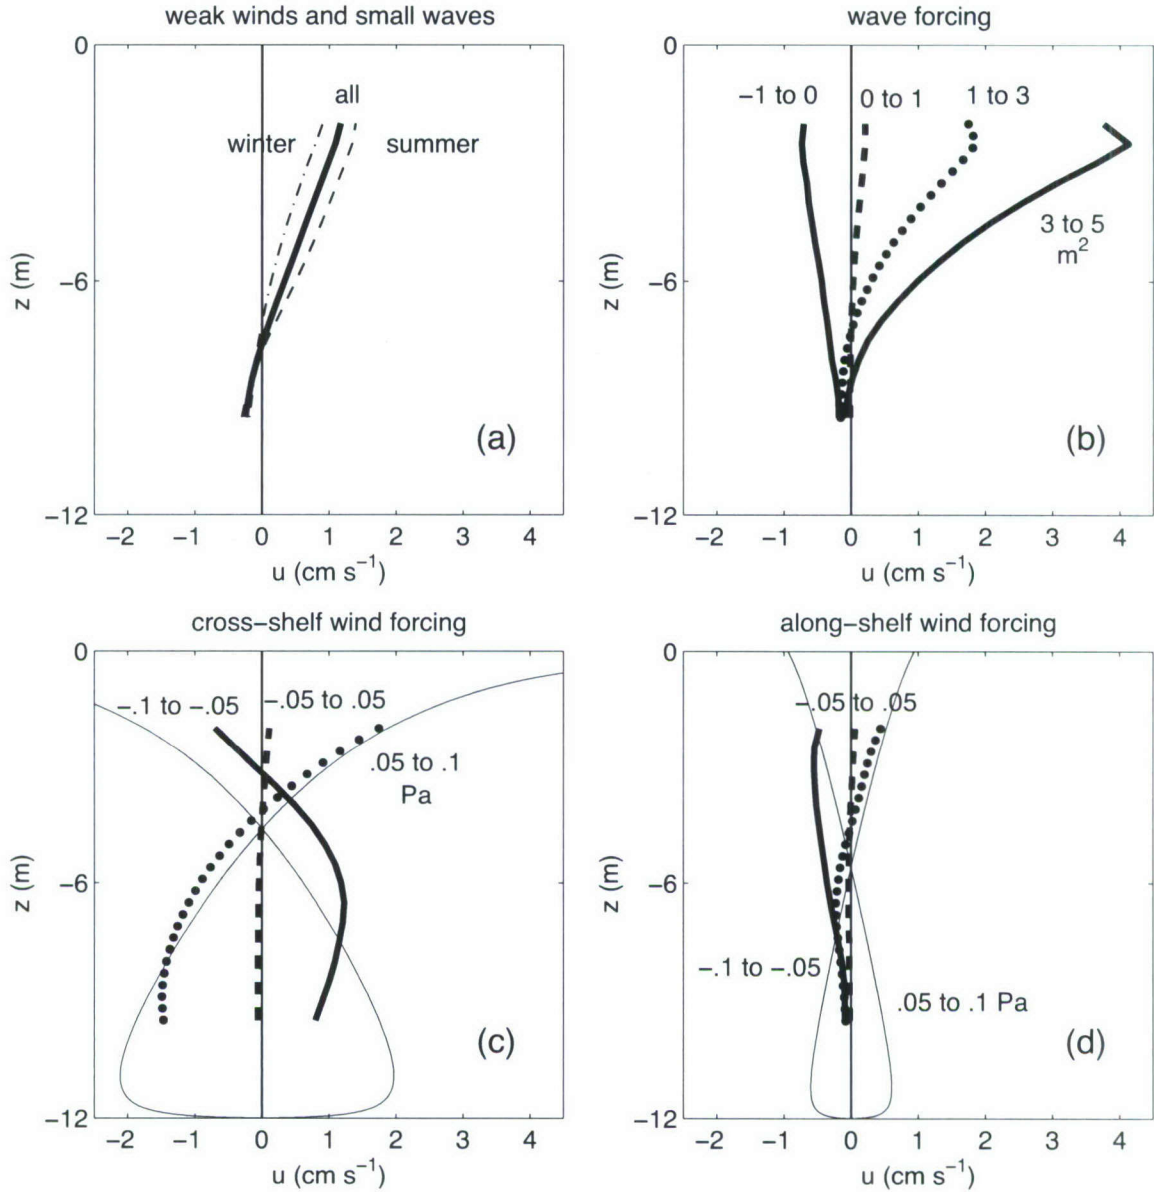 weak winds and small waves
0
all
winter
summer
z (m)
−6
(a)
−12
−2 −1 0 1 2 3 4
u (cm s⁻¹)
wave forcing
0
−1 to 0
0 to 1
1 to 3
3 to 5
m²
z (m)
−6
(b)
−12
−2 −1 0 1 2 3 4
u (cm s⁻¹)
cross−shelf wind forcing
0
−.1 to −.05
−.05 to .05
.05 to .1
Pa
z (m)
−6
(c)
−12
−2 −1 0 1 2 3 4
u (cm s⁻¹)
along−shelf wind forcing
0
−.05 to .05
z (m)
−6
−.1 to −.05
.05 to .1 Pa
(d)
−12
−2 −1 0 1 2 3 4
u (cm s⁻¹)